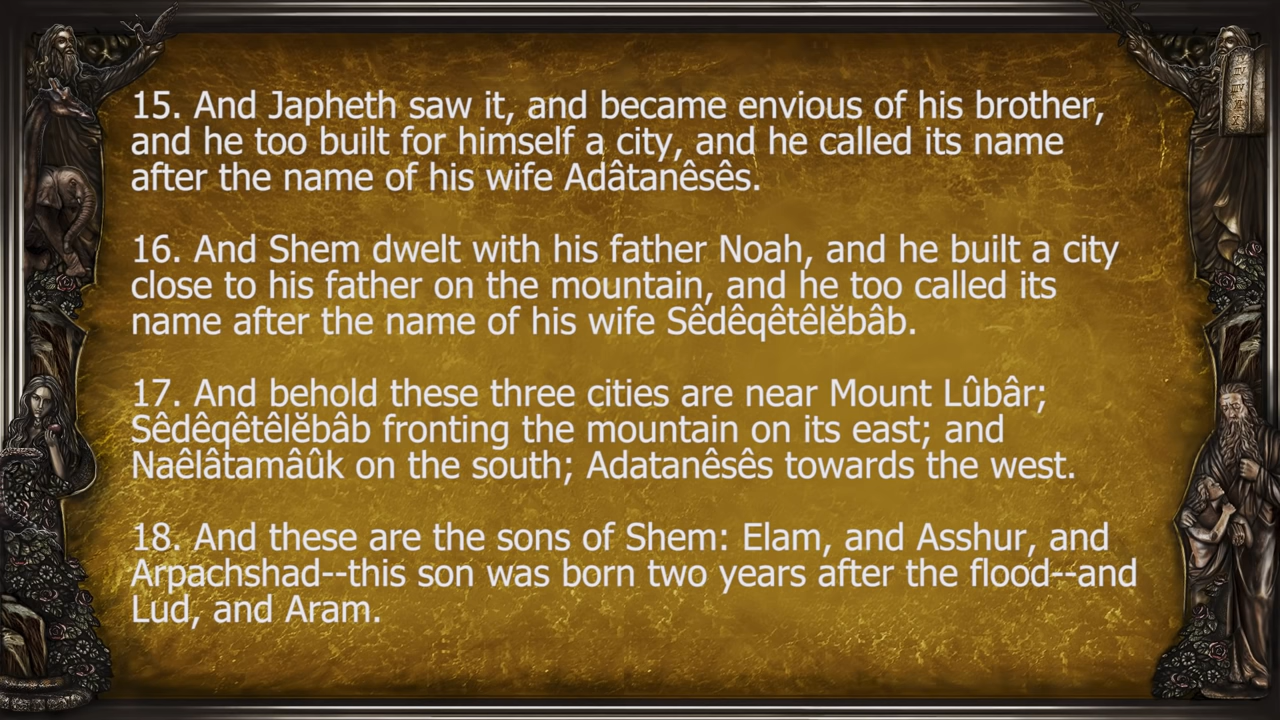 15. And Japheth saw it, and became envious of his brother,
and he too built for himself a city, and he called its name
after the name of his wife Adâtanêsês.
16. And Shem dwelt with his father Noah, and he built a city
close to his father on the mountain, and he too called its
name after the name of his wife Sêdêqêtêlĕbâb.
17. And behold these three cities are near Mount Lûbâr;
Sêdêqêtêlĕbâb fronting the mountain on its east; and
Naêlâtamâûk on the south; Adatanêsês towards the west.
18. And these are the sons of Shem: Elam, and Asshur, and
Arpachshad--this son was born two years after the flood--and
Lud, and Aram.